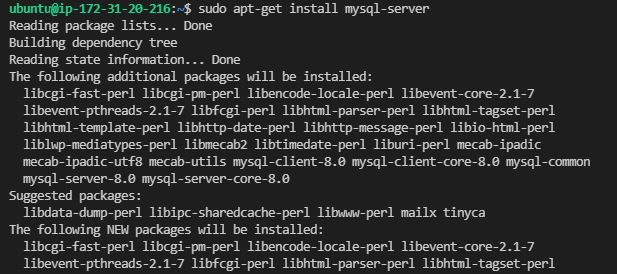 ubuntu@ip-172-31-20-216:~$ sudo apt-get install mysql-server
Reading package lists... Done
Building dependency tree
Reading state information... Done
The following additional packages will be installed:
  libcgi-fast-perl libcgi-pm-perl libencode-locale-perl libevent-core-2.1-7
  libevent-pthreads-2.1-7 libfcgi-perl libhtml-parser-perl libhtml-tagset-perl
  libhtml-template-perl libhttp-date-perl libhttp-message-perl libio-html-perl
  liblwp-mediatypes-perl libmecab2 libtimedate-perl liburi-perl mecab-ipadic
  mecab-ipadic-utf8 mecab-utils mysql-client-8.0 mysql-client-core-8.0 mysql-common
  mysql-server-8.0 mysql-server-core-8.0
Suggested packages:
  libdata-dump-perl libipc-sharedcache-perl libwww-perl mailx tinyca
The following NEW packages will be installed:
  libcgi-fast-perl libcgi-pm-perl libencode-locale-perl libevent-core-2.1-7
  libevent-pthreads-2.1-7 libfcgi-perl libhtml-parser-perl libhtml-tagset-perl